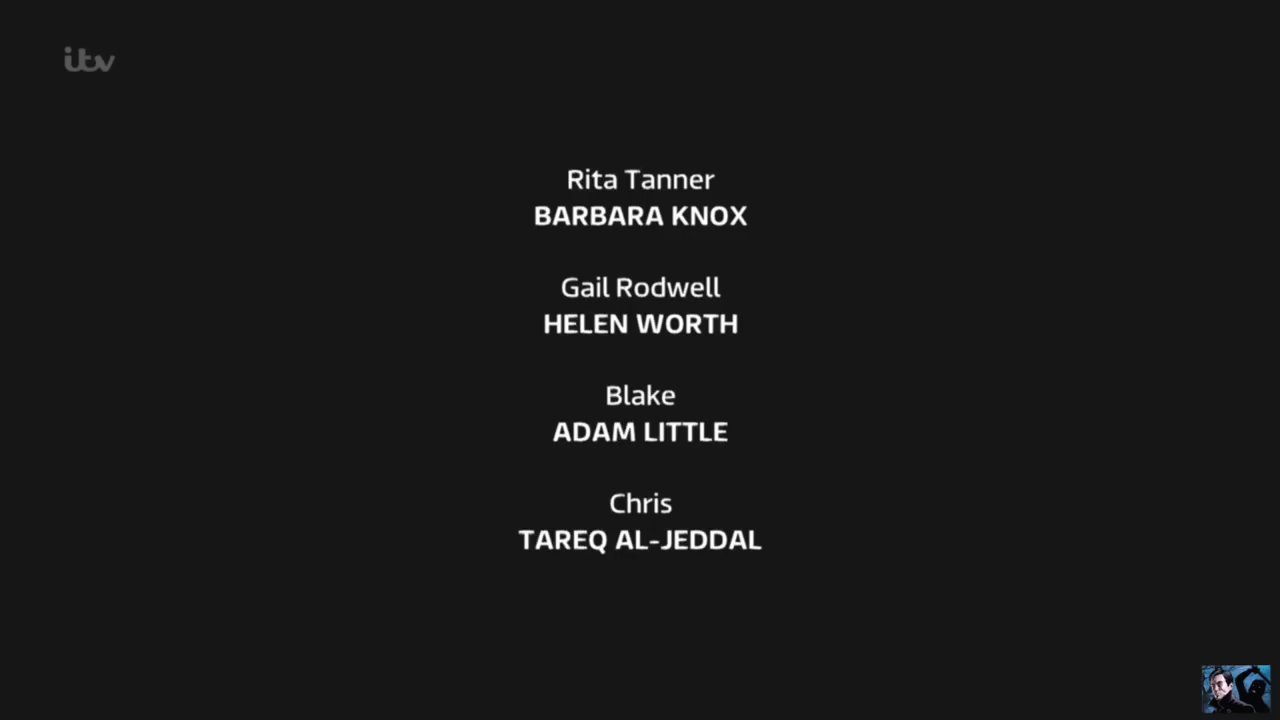 itv
Rita Tanner
BARBARA KNOX
Gail Rodwell
HELEN WORTH
Blake
ADAM LITTLE
Chris
TAREQ AL-JEDDAL